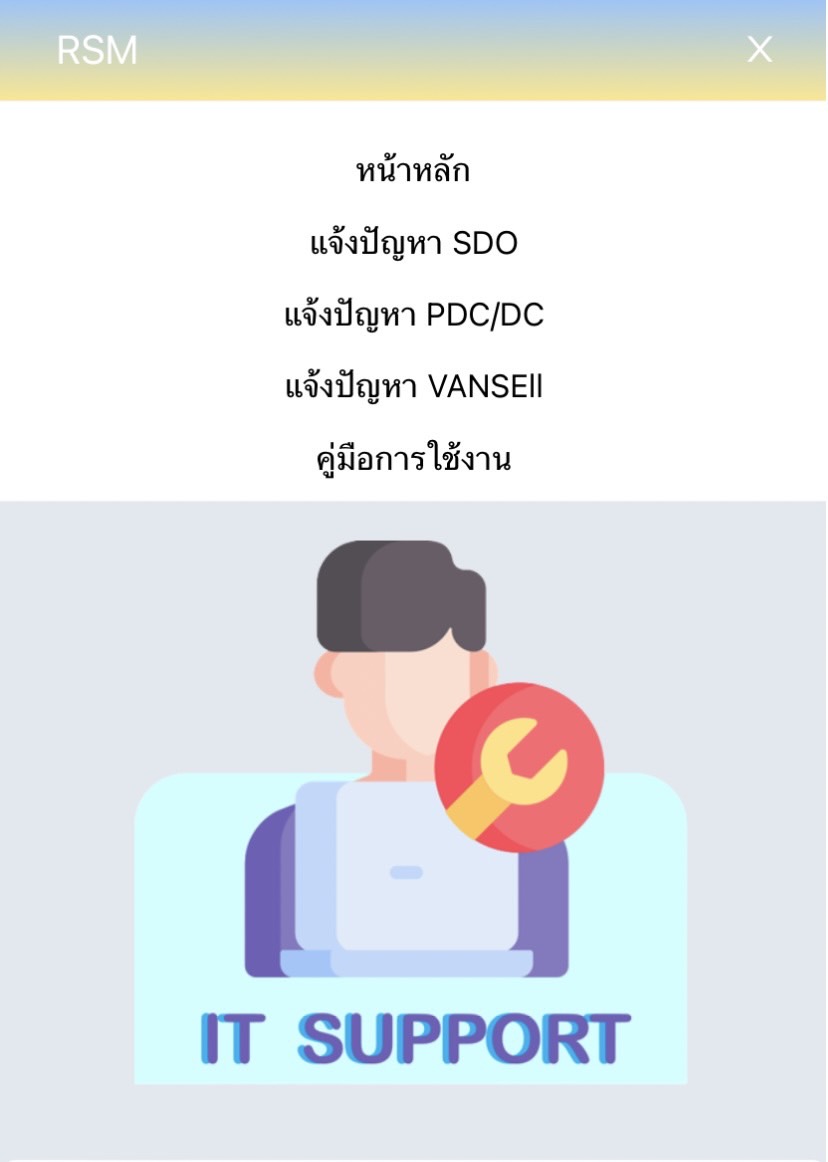 RSM X
หน้าหลัก
แจ้งปัญหา SDO
แจ้งปัญหา PDC/DC
แจ้งปัญหา VANSEll
คู่มือการใช้งาน
IT SUPPORT